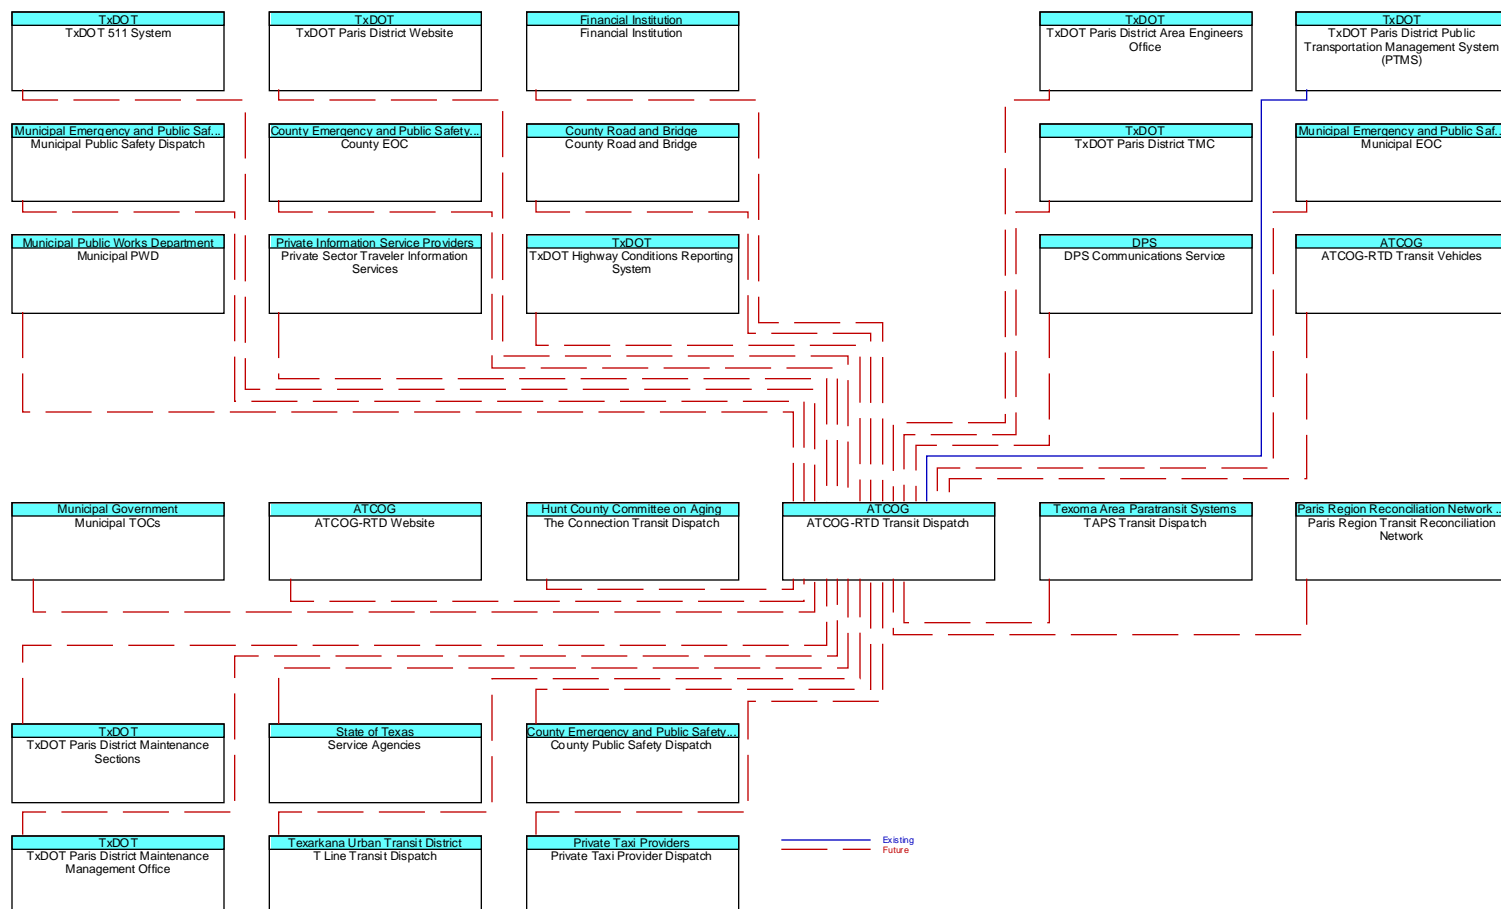 TxDOT
TxDOT 511 System
TxDOT
TxDOT Paris District Website
Financial Institution
Financial Institution
TxDOT
TxDOT Paris District Area Engineers
Office
TxDOT
TxDOT Paris District Public
Transportation Management System
(PTMS)
Municipal Emergency and Public Saf...
Municipal Public Safety Dispatch
County Emergency and Public Safety...
County EOC
County Road and Bridge
County Road and Bridge
TxDOT
TxDOT Paris District TMC
Municipal Emergency and Public Saf...
Municipal EOC
Municipal Public Works Department
Municipal PWD
Private Information Service Providers
Private Sector Traveler Information
Services
TxDOT
TxDOT Highway Conditions Reporting
System
DPS
DPS Communications Service
ATCOG
ATCOG-RTD Transit Vehicles
Municipal Government
Municipal TOCs
ATCOG
ATCOG-RTD Website
Hunt County Committee on Aging
The Connection Transit Dispatch
ATCOG
ATCOG-RTD Transit Dispatch
Texoma Area Paratransit Systems
TAPS Transit Dispatch
Paris Region Reconciliation Network ...
Paris Region Transit Reconciliation
Network
TxDOT
TxDOT Paris District Maintenance
Sections
State of Texas
Service Agencies
County Emergency and Public Safety...
County Public Safety Dispatch
TxDOT
TxDOT Paris District Maintenance
Management Office
Texarkana Urban Transit District
T Line Transit Dispatch
Private Taxi Providers
Private Taxi Provider Dispatch
Existing
Future